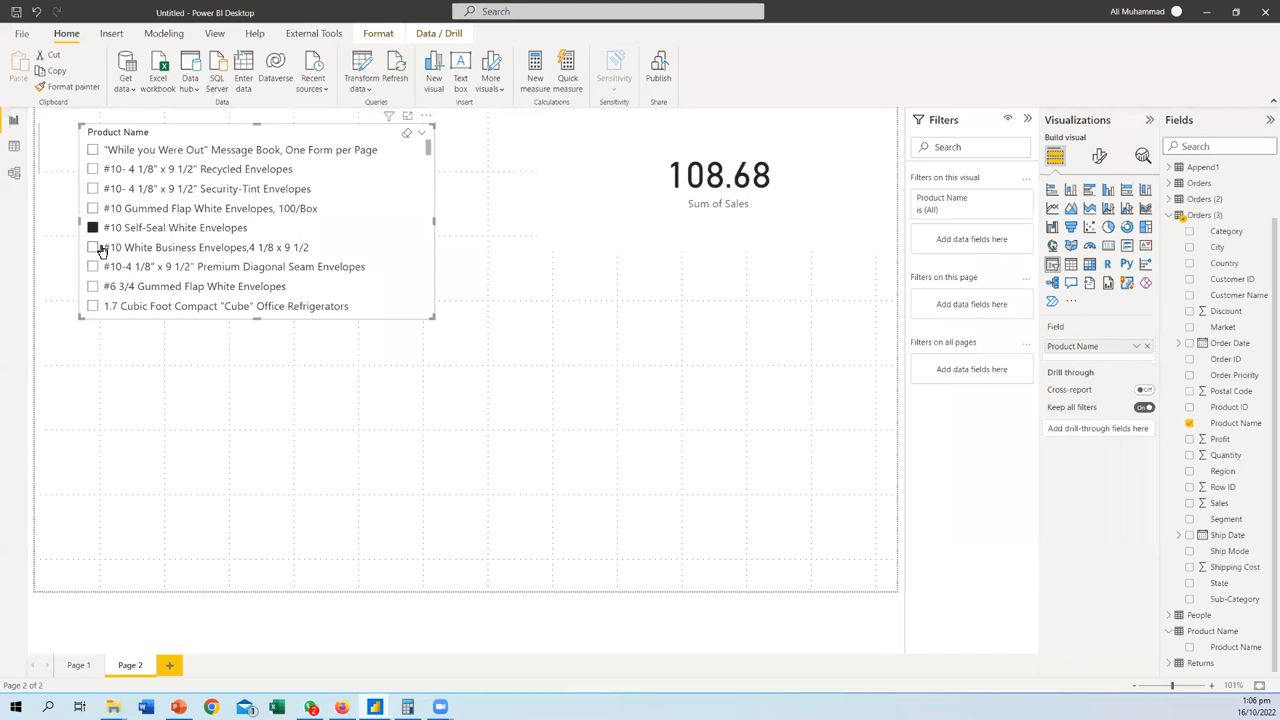 Untitled - Power BI Desktop
Search
Ali Muhammad
File
Home
Insert
Modeling
View
Help
External Tools
Format
Data / Drill
Paste
Cut
Copy
Format painter
Clipboard
Get data
Excel workbook
Data hub
SQL Server
Enter data
Dataverse
Recent sources
Data
Transform data
Refresh
Queries
New visual
Text box
More visuals
Insert
New measure
Quick measure
Calculations
Sensitivity
Sensitivity
Publish
Share
Product Name
"While you Were Out" Message Book, One Form per Page
#10- 4 1/8" x 9 1/2" Recycled Envelopes
#10- 4 1/8" x 9 1/2" Security-Tint Envelopes
#10 Gummed Flap White Envelopes, 100/Box
#10 Self-Seal White Envelopes
#10 White Business Envelopes,4 1/8 x 9 1/2
#10-4 1/8" x 9 1/2" Premium Diagonal Seam Envelopes
#6 3/4 Gummed Flap White Envelopes
1.7 Cubic Foot Compact "Cube" Office Refrigerators
108.68
Sum of Sales
Filters
Search
Filters on this visual
Product Name
is (All)
Add data fields here
Filters on this page
Add data fields here
Filters on all pages
Add data fields here
Visualizations
Build visual
Field
Product Name
Drill through
Cross-report
Off
Keep all filters
On
Add drill-through fields here
Fields
Search
Append1
Orders
Orders (2)
Orders (3)
Category
City
Country
Customer ID
Customer Name
Discount
Market
Order Date
Order ID
Order Priority
Postal Code
Product ID
Product Name
Profit
Quantity
Region
Row ID
Sales
Segment
Ship Date
Ship Mode
Shipping Cost
State
Sub-Category
People
Product Name
Product Name
Returns
Page 1
Page 2
Page 2 of 2
101%
1:06 pm
16/10/2022